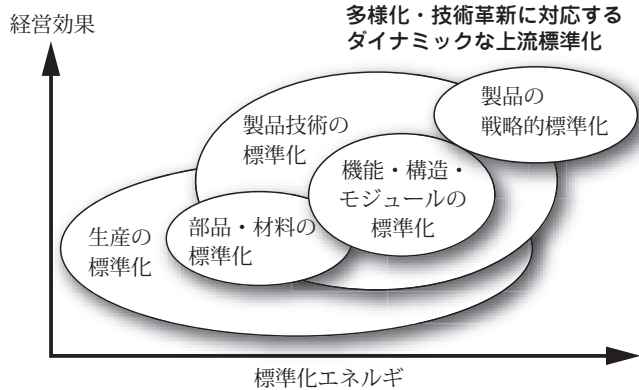 経営効果
多様化・技術革新に対応する
ダイナミックな上流標準化
製品の
戦略的標準化
製品技術の
標準化
機能・構造・
モジュールの
標準化
部品・材料の
標準化
生産の
標準化
標準化エネルギ